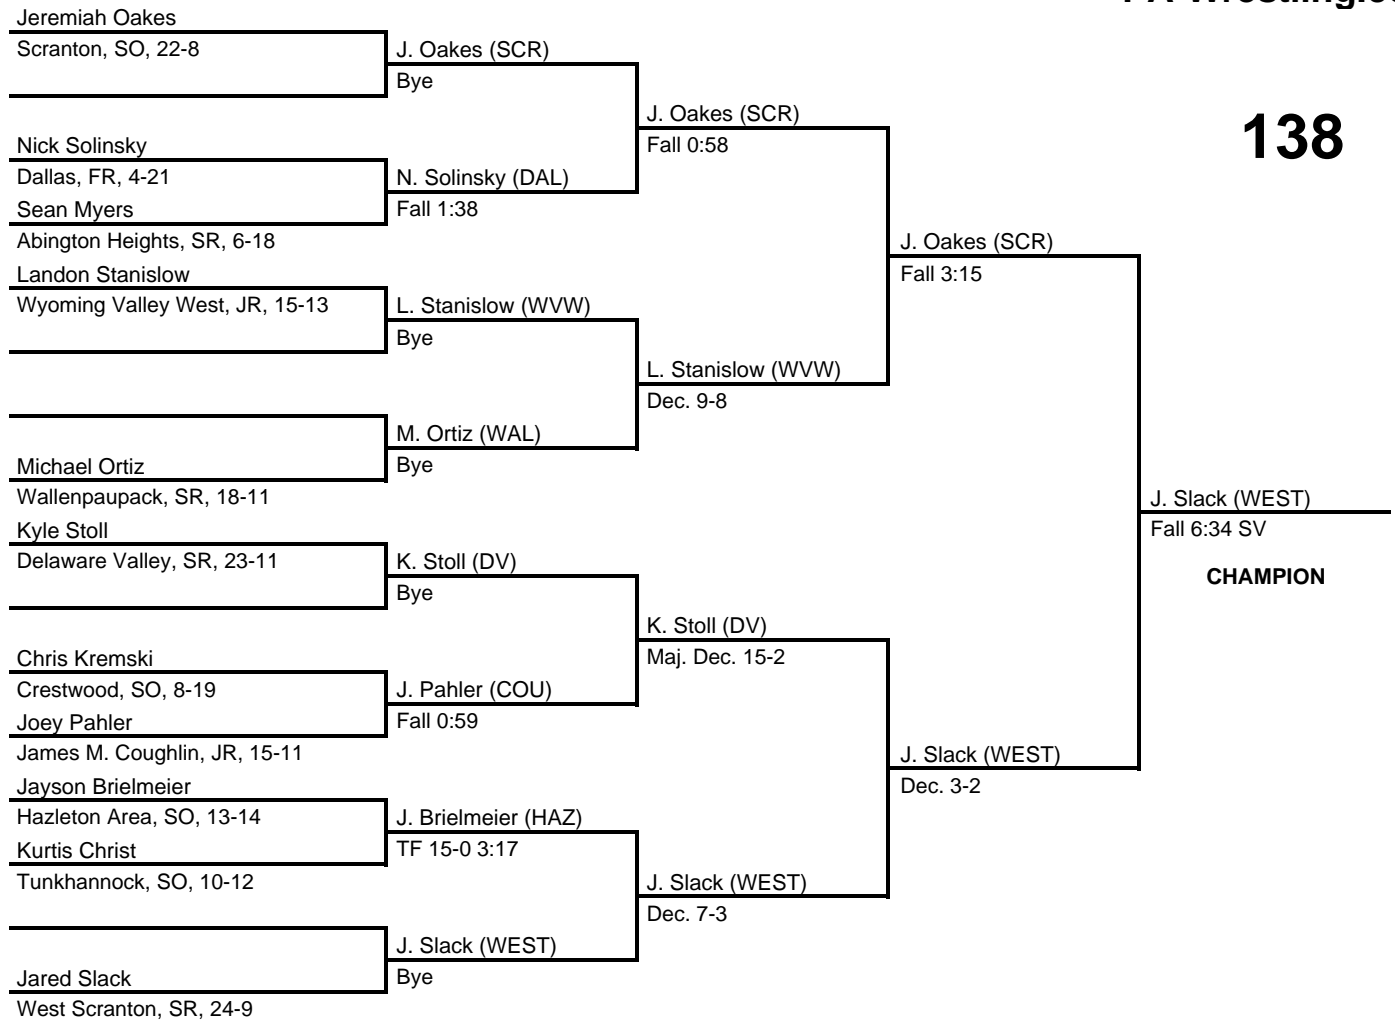 Jeremiah Oakes
Scranton, SO, 22-8
J. Oakes (SCR)
Bye
J. Oakes (SCR)
Fall 0:58
138
Nick Solinsky
Dallas, FR, 4-21
Sean Myers
Abington Heights, SR, 6-18
N. Solinsky (DAL)
Fall 1:38
J. Oakes (SCR)
Fall 3:15
Landon Stanislow
Wyoming Valley West, JR, 15-13
L. Stanislow (WVW)
Bye
L. Stanislow (WVW)
Dec. 9-8
M. Ortiz (WAL)
Bye
Michael Ortiz
Wallenpaupack, SR, 18-11
J. Slack (WEST)
Fall 6:34 SV
CHAMPION
Kyle Stoll
Delaware Valley, SR, 23-11
K. Stoll (DV)
Bye
K. Stoll (DV)
Maj. Dec. 15-2
Chris Kremski
Crestwood, SO, 8-19
Joey Pahler
James M. Coughlin, JR, 15-11
J. Pahler (COU)
Fall 0:59
J. Slack (WEST)
Dec. 3-2
Jayson Brielmeier
Hazleton Area, SO, 13-14
Kurtis Christ
Tunkhannock, SO, 10-12
J. Brielmeier (HAZ)
TF 15-0 3:17
J. Slack (WEST)
Dec. 7-3
J. Slack (WEST)
Bye
Jared Slack
West Scranton, SR, 24-9